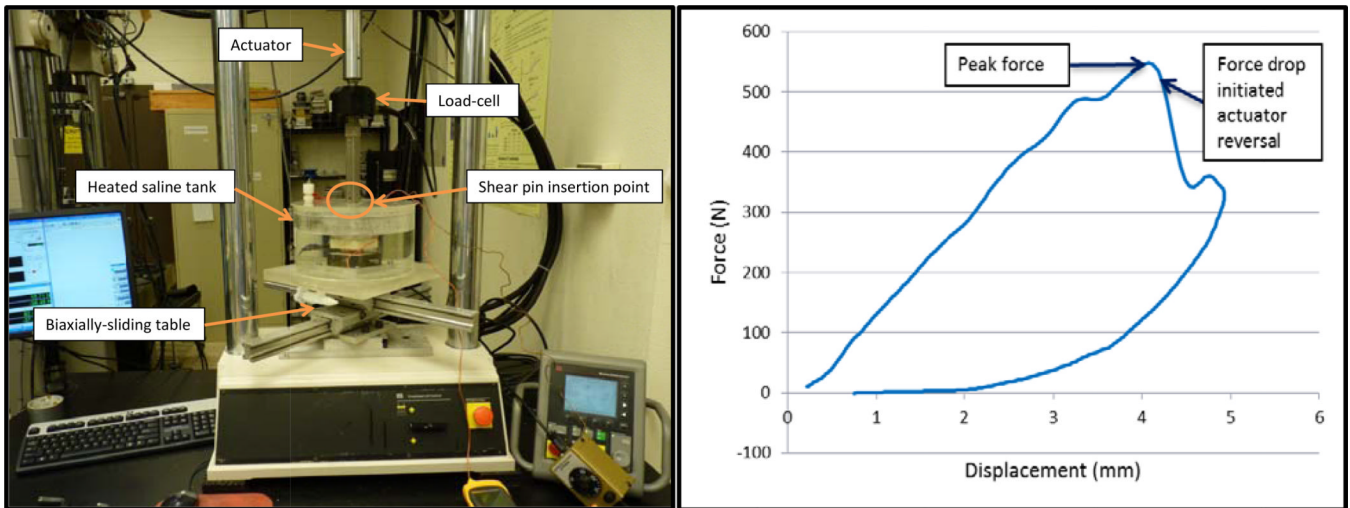 Actuator
Load-cell
Heated saline tank
Shear pin insertion point
Biaxially-sliding table
600
500
400
300
200
100
0
-100
Force (N)
Peak force
Force drop
initiated
actuator
reversal
0 1 2 3 4 5 6
Displacement (mm)